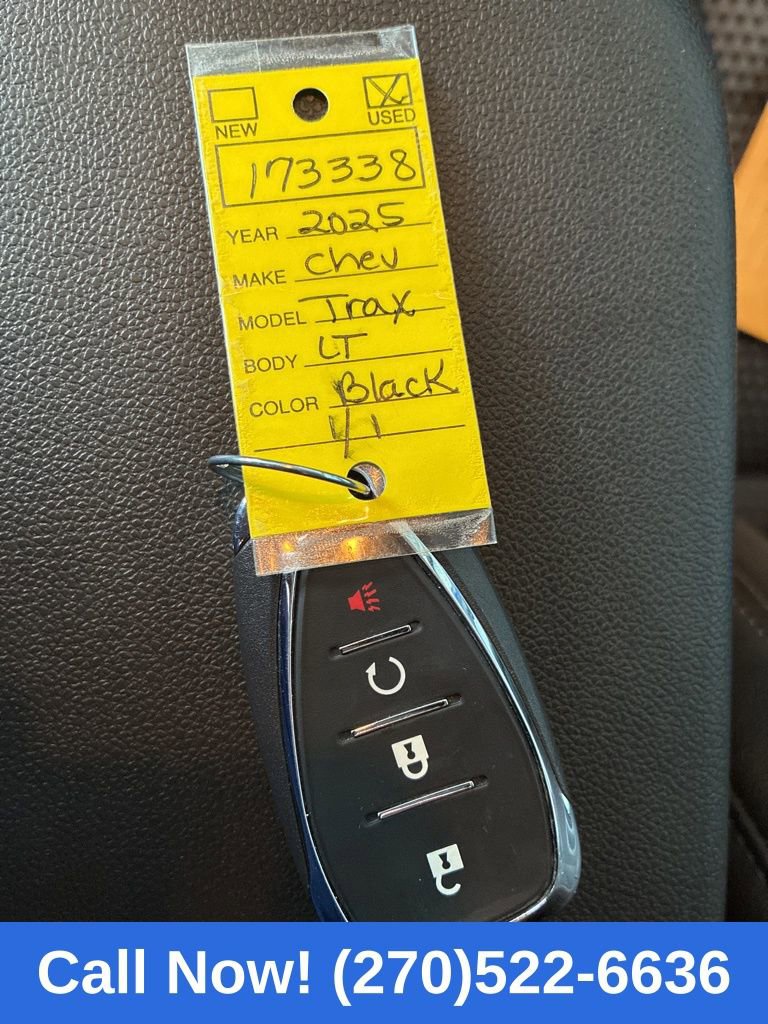 NEW USED
173338
YEAR 2025
MAKE Chev
MODEL Trax
BODY LT
COLOR Black
1/1
Call Now! (270)522-6636